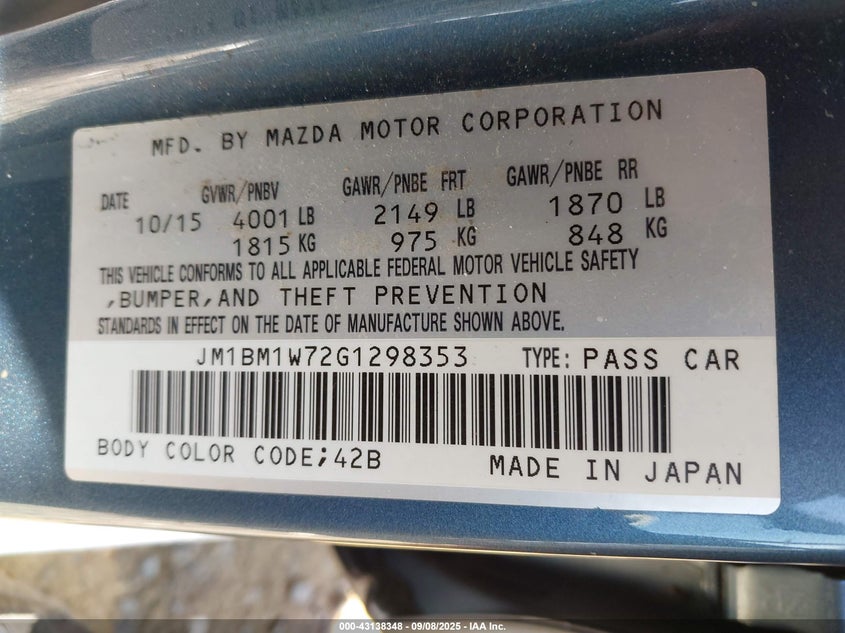 MFD. BY MAZDA MOTOR CORPORATION
DATE GVWR/PNBV GAWR/PNBE FRT GAWR/PNBE RR
10/15 4001 LB 2149 LB 1870 LB
1815 KG 975 KG 848 KG
THIS VEHICLE CONFORMS TO ALL APPLICABLE FEDERAL MOTOR VEHICLE SAFETY
,BUMPER,AND THEFT PREVENTION
STANDARDS IN EFFECT ON THE DATE OF MANUFACTURE SHOWN ABOVE.
JM1BM1W72G1298353 TYPE: PASS CAR
BODY COLOR CODE;42B MADE IN JAPAN
000-43138348 - 09/08/2025 - IAA Inc.